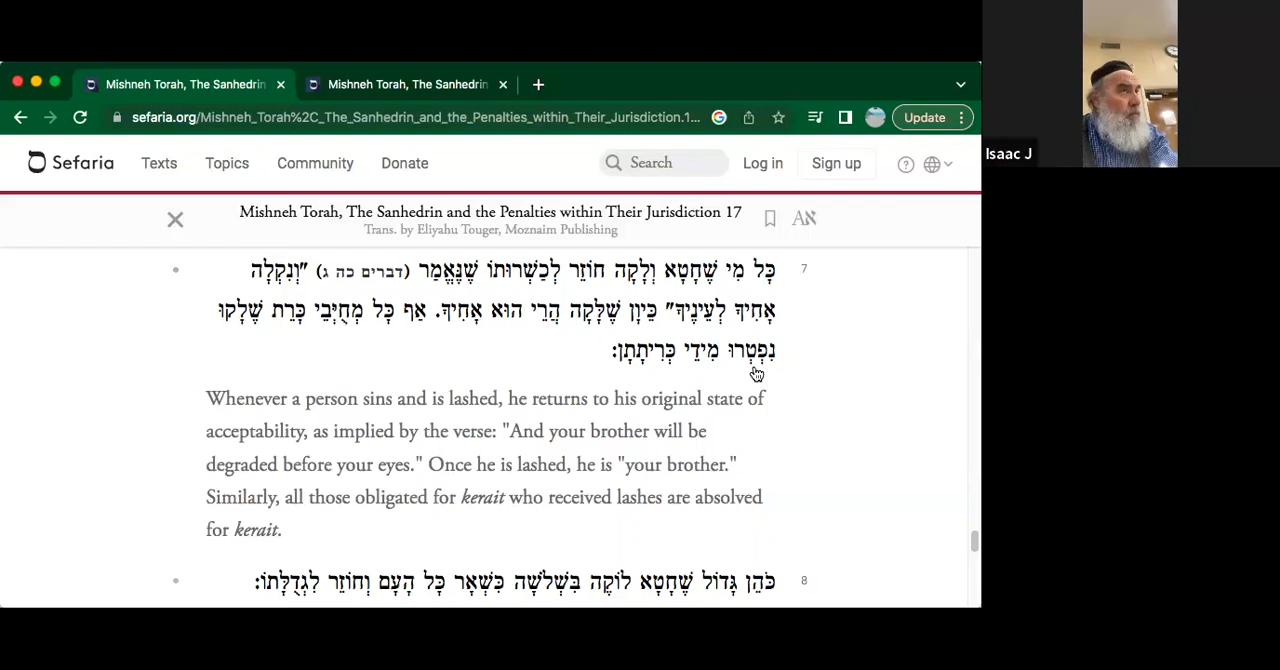 Mishneh Torah, The Sanhedrin
Mishneh Torah, The Sanhedrin
sefaria.org/Mishneh_Torah%2C_The_Sanhedrin_and_the_Penalties_within_Their_Jurisdiction.1...
Update
Sefaria
Texts
Topics
Community
Donate
Search
Log in
Sign up
Isaac J
Mishneh Torah, The Sanhedrin and the Penalties within Their Jurisdiction 17
Trans. by Eliyahu Touger, Moznaim Publishing
7
כָּל מִי שֶׁחָטָא וְלָקָה חוֹזֵר לְכַשְׁרוּתוֹ שֶׁנֶּאֱמַר (דברים כה ג) "וְנִקְלָה
אָחִיךָ לְעֵינֶיךָ" כֵּיוָן שֶׁלָּקָה הֲרֵי הוּא אָחִיךָ. אַף כָּל מְחֻיְּבֵי כָּרֵת שֶׁלָּקוּ
נִפְטְרוּ מִידֵי כְּרִיתָתָן:
Whenever a person sins and is lashed, he returns to his original state of
acceptability, as implied by the verse: "And your brother will be
degraded before your eyes." Once he is lashed, he is "your brother."
Similarly, all those obligated for kerait who received lashes are absolved
for kerait.
8
כֹּהֵן גָּדוֹל שֶׁחָטָא לוֹקֶה בִּשְׁלֹשָׁה כִּשְׁאָר כָּל הָעָם וְחוֹזֵר לִגְדֻלָּתוֹ: